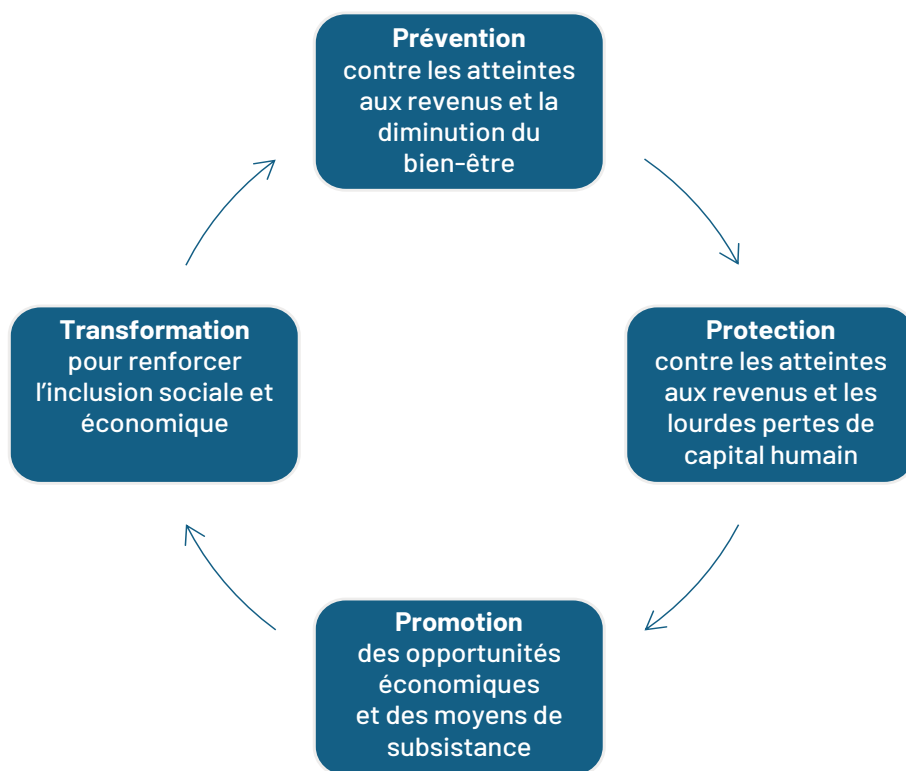 Prévention
contre les atteintes
aux revenus et la
diminution du
bien-être
Transformation
pour renforcer
l’inclusion sociale et
économique
Protection
contre les atteintes
aux revenus et les
lourdes pertes de
capital humain
Promotion
des opportunités
économiques
et des moyens de
subsistance